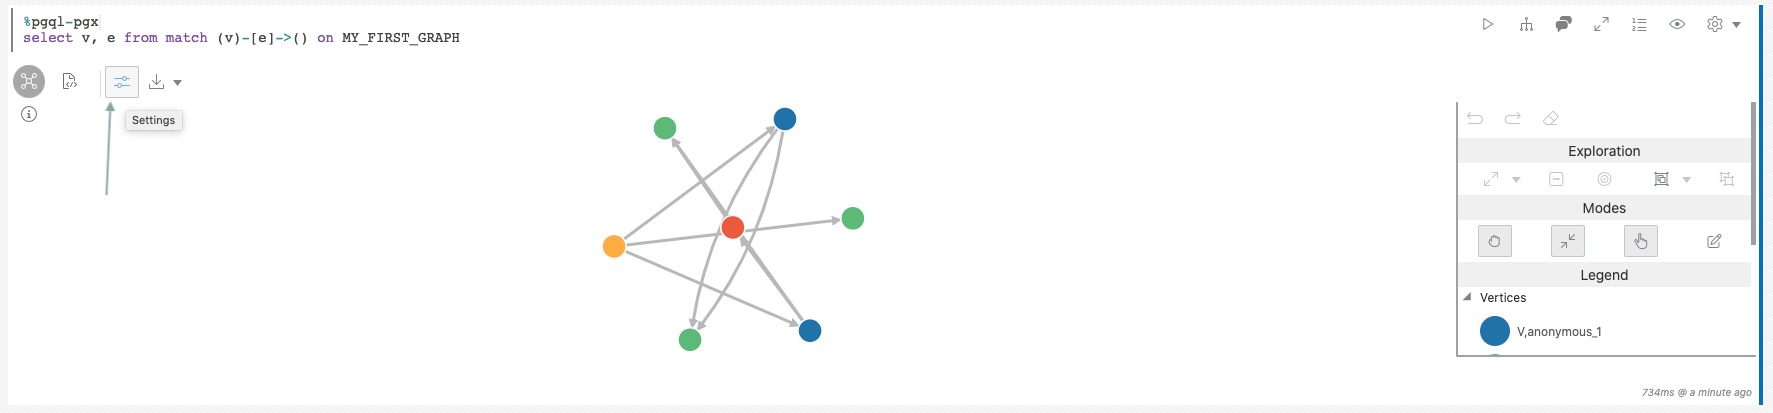 %pgql-pgx
select v, e from match (v)-[e]->() on MY_FIRST_GRAPH
Settings
Exploration
Modes
Legend
Vertices
V,anonymous_1
734ms @ a minute ago